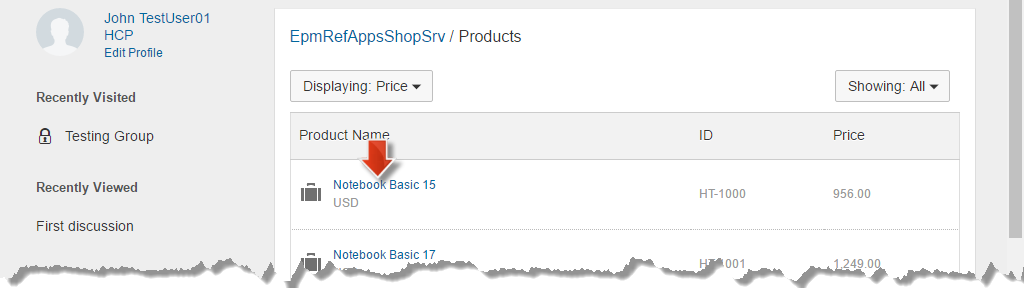 John TestUser01
HCP
Edit Profile
Recently Visited
Testing Group
Recently Viewed
First discussion
EpmRefAppsShopSrv / Products
Displaying: Price
Showing: All
Product Name ID Price
Notebook Basic 15 HT-1000 956.00
USD
Notebook Basic 17 HT-1001 1,249.00